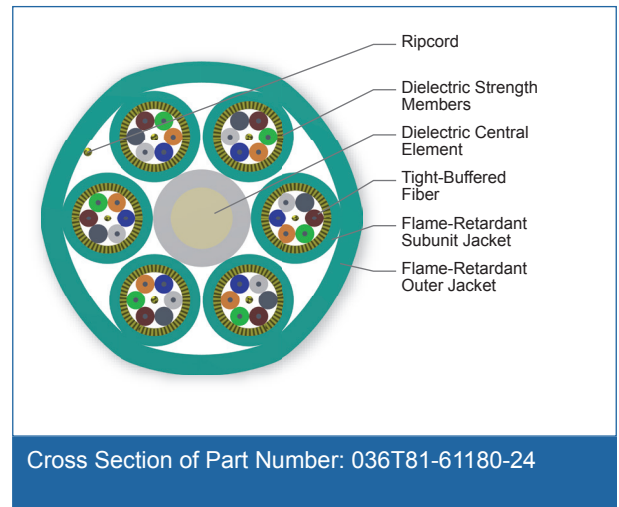 Ripcord
Dielectric Strength
Members
Dielectric Central
Element
Tight-Buffered
Fiber
Flame-Retardant
Subunit Jacket
Flame-Retardant
Outer Jacket
Cross Section of Part Number: 036T81-61180-24